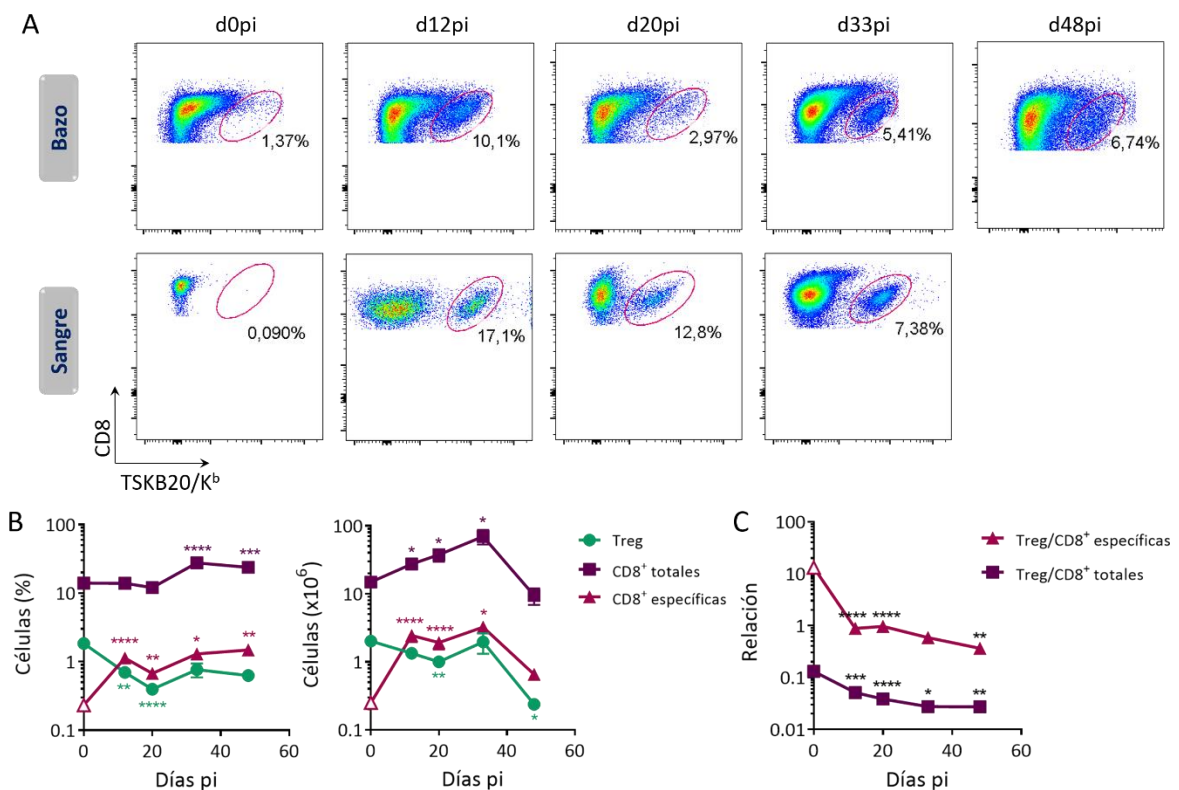 A
d0pi d12pi d20pi d33pi d48pi
Bazo
1,37% 10,1% 2,97% 5,41% 6,74%
Sangre
0,090% 17,1% 12,8% 7,38%
CD8
TSKB20/Kᵇ
B
Células (%)
100
10
1
0.1
0 20 40 60
Días pi
**** *** **** ** * ** ** ****
Células (x10⁶)
100
10
1
0.1
0 20 40 60
Días pi
* * * **** **** * ** *
Treg
CD8⁺ totales
CD8⁺ específicas
C
Relación
100
10
1
0.1
0.01
0 20 40 60
Días pi
**** **** ** *** **** * **
Treg/CD8⁺ específicas
Treg/CD8⁺ totales